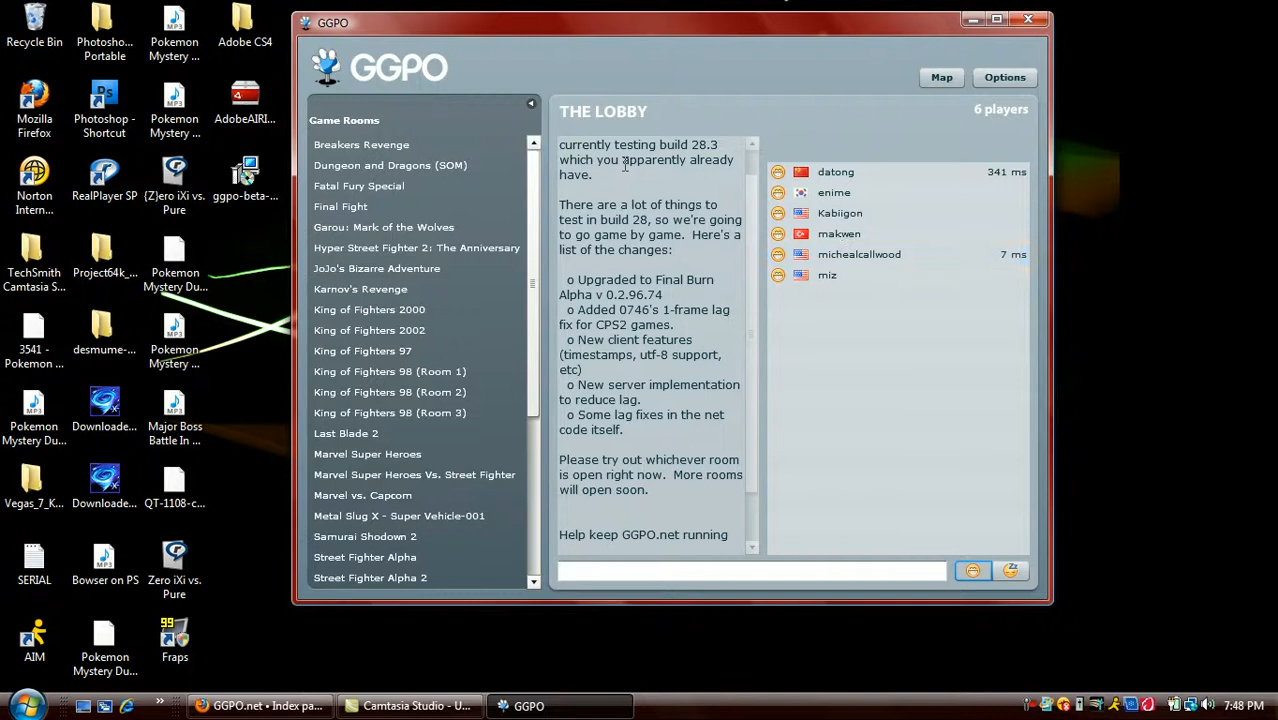 GGPO
GGPO
Map
Options
Game Rooms
Breakers Revenge
Dungeon and Dragons (SOM)
Fatal Fury Special
Final Fight
Garou: Mark of the Wolves
Hyper Street Fighter 2: The Anniversary
JoJo's Bizarre Adventure
Karnov's Revenge
King of Fighters 2000
King of Fighters 2002
King of Fighters 97
King of Fighters 98 (Room 1)
King of Fighters 98 (Room 2)
King of Fighters 98 (Room 3)
Last Blade 2
Marvel Super Heroes
Marvel Super Heroes Vs. Street Fighter
Marvel vs. Capcom
Metal Slug X - Super Vehicle-001
Samurai Shodown 2
Street Fighter Alpha
Street Fighter Alpha 2
THE LOBBY
6 players
currently testing build 28.3
which you apparently already
have.
There are a lot of things to
test in build 28, so we're going
to go game by game. Here's a
list of the changes:
o Upgraded to Final Burn
Alpha v 0.2.96.74
o Added 0746's 1-frame lag
fix for CPS2 games.
o New client features
(timestamps, utf-8 support,
etc)
o New server implementation
to reduce lag.
o Some lag fixes in the net
code itself.
Please try out whichever room
is open right now. More rooms
will open soon.
Help keep GGPO.net running
datong 341 ms
enime
Kabiigon
makwen
michealcallwood 7 ms
miz
Zz
Recycle Bin
Photosho...
Portable
Pokemon
Mystery ...
Adobe CS4
Mozilla
Firefox
Photoshop -
Shortcut
Pokemon
Mystery ...
AdobeAIRI...
Norton
Intern...
RealPlayer SP
{Z}ero iXi vs.
Pure
ggpo-beta-...
TechSmith
Camtasia S...
Project64k_...
Pokemon
Mystery Du...
3541 -
Pokemon ...
desmume-...
Pokemon
Mystery ...
Pokemon
Mystery Du...
Downloade...
Major Boss
Battle In ...
Vegas_7_K...
Downloade...
QT-1108-c...
SERIAL
Bowser on PS
Zero iXi vs.
Pure
AIM
Pokemon
Mystery Du...
99
Fraps
»
GGPO.net • Index pa...
Camtasia Studio - U...
GGPO
7:48 PM